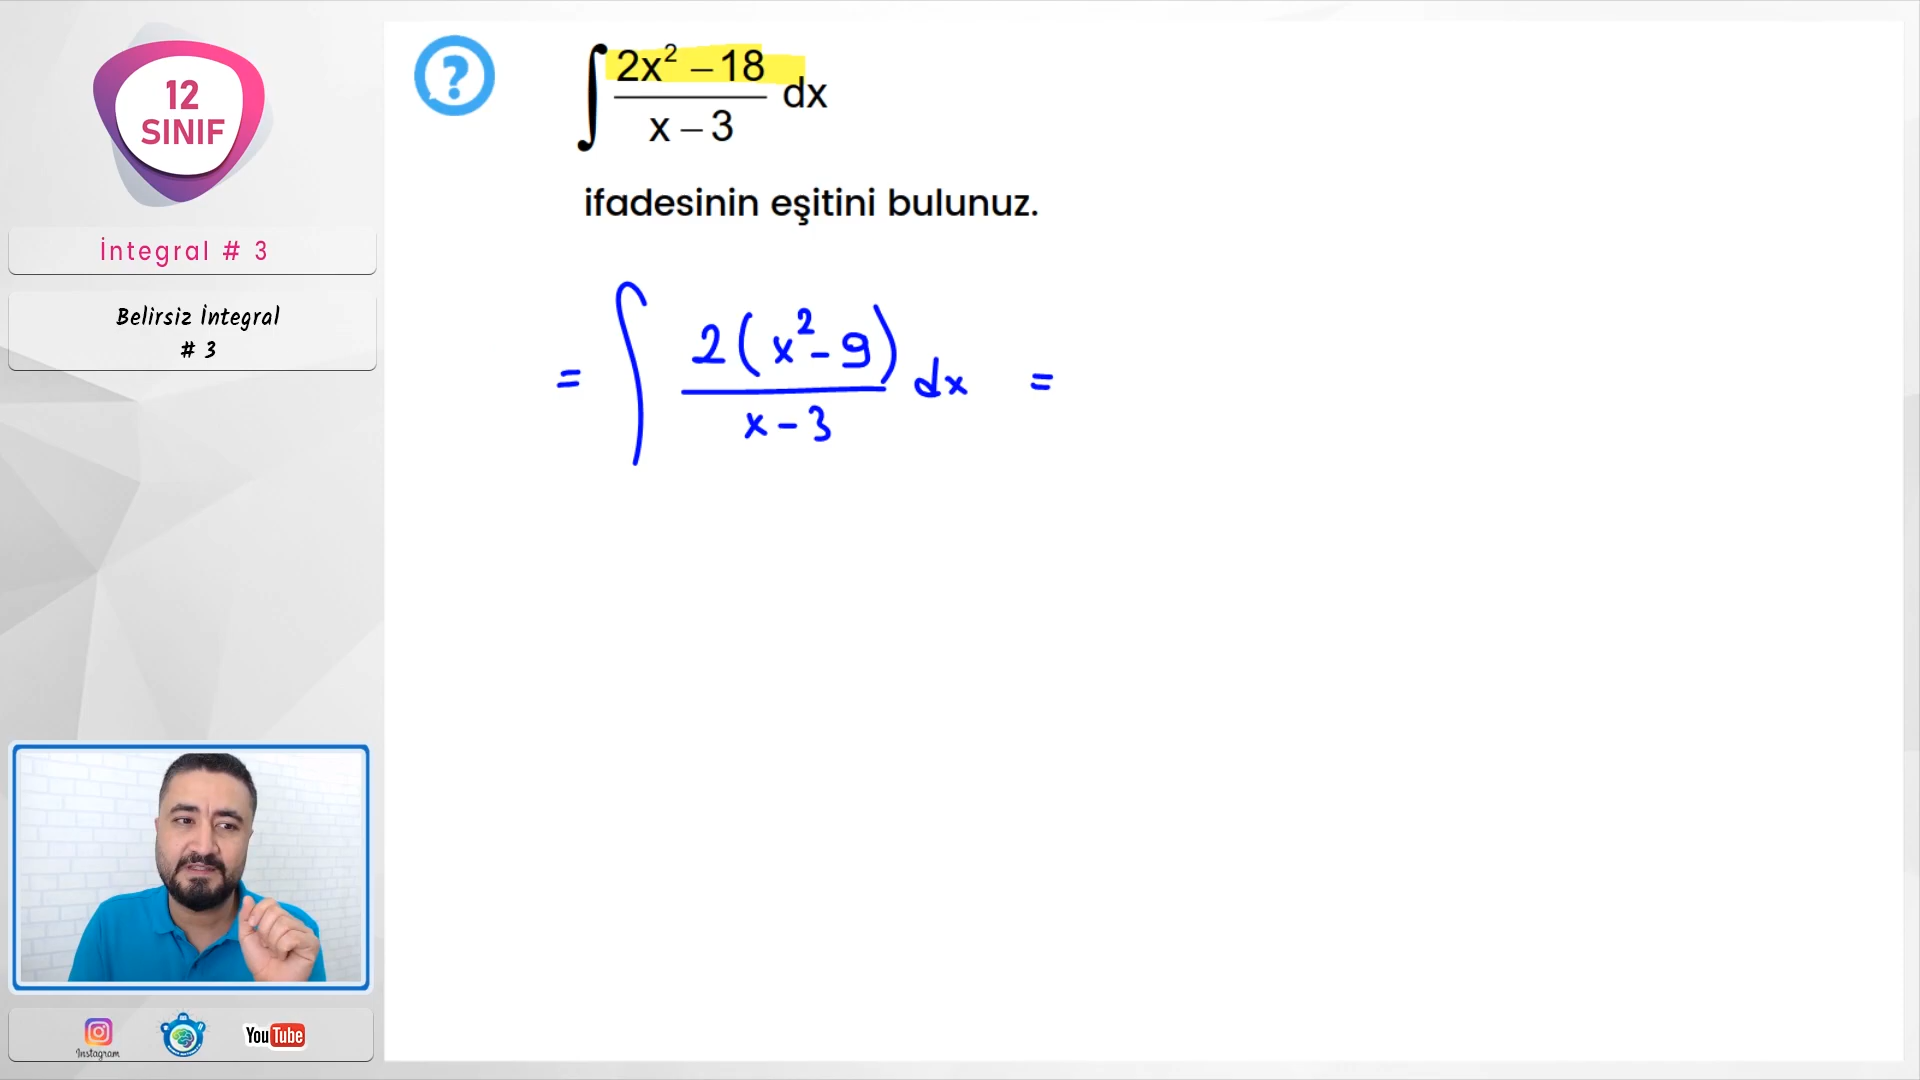 12
SINIF
İntegral # 3
Belirsiz İntegral
# 3
∫ (2x² – 18)/(x – 3) dx
ifadesinin eşitini bulunuz.
= ∫ 2(x² - 9)/(x - 3) dx =
Instagram
YouTube